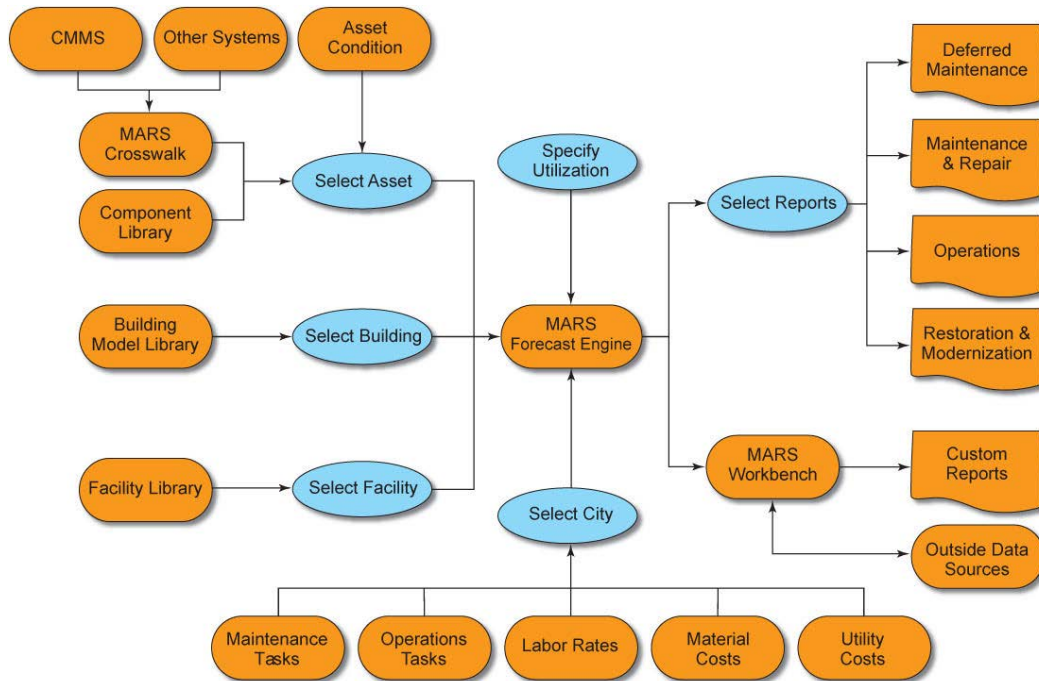 CMMS
Other Systems
Asset
Condition
Deferred
Maintenance
MARS
Crosswalk
Specify
Utilization
Maintenance
& Repair
Select Asset
Select Reports
Component
Library
Operations
Building
Model Library
Select Building
MARS
Forecast Engine
Restoration &
Modernization
MARS
Workbench
Custom
Reports
Facility Library
Select Facility
Select City
Outside Data
Sources
Maintenance
Tasks
Operations
Tasks
Labor Rates
Material
Costs
Utility
Costs